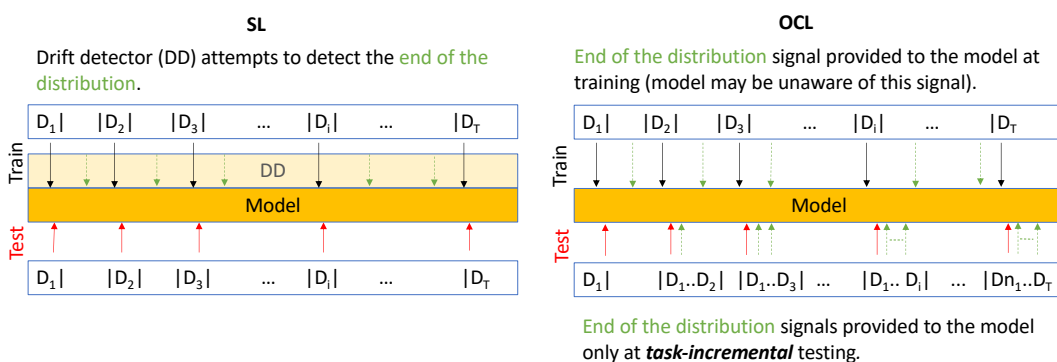 SL
Drift detector (DD) attempts to detect the end of the
distribution.
D1| |D2| |D3| ... |Di| ... |DT
Train
DD
Model
Test
D1| |D2| |D3| ... |Di| ... |DT
OCL
End of the distribution signal provided to the model at
training (model may be unaware of this signal).
D1| |D2| |D3| ... |Di| ... |DT
Train
Model
Test
D1| |D1..D2| |D1..D3| ... |D1.. Di| ... |Dn1..DT
End of the distribution signals provided to the model
only at task-incremental testing.